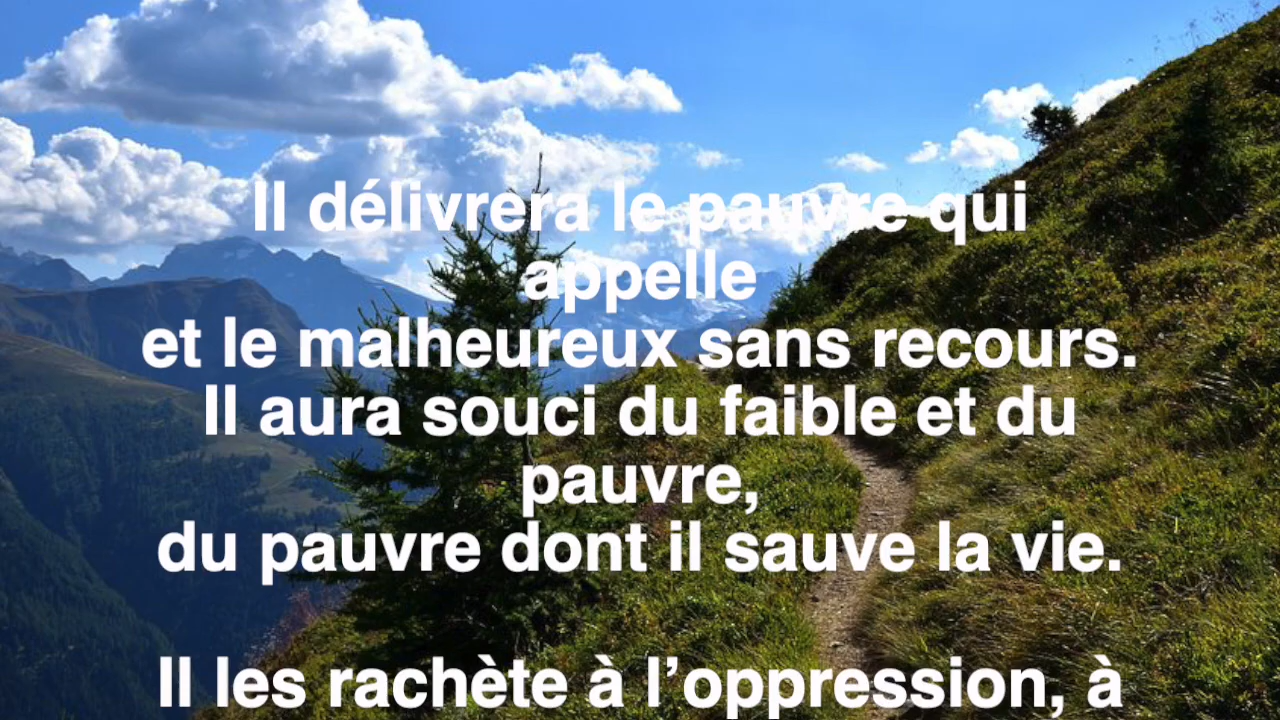 Il délivrera le pauvre qui
appelle
et le malheureux sans recours.
Il aura souci du faible et du
pauvre,
du pauvre dont il sauve la vie.
Il les rachète à l’oppression, à